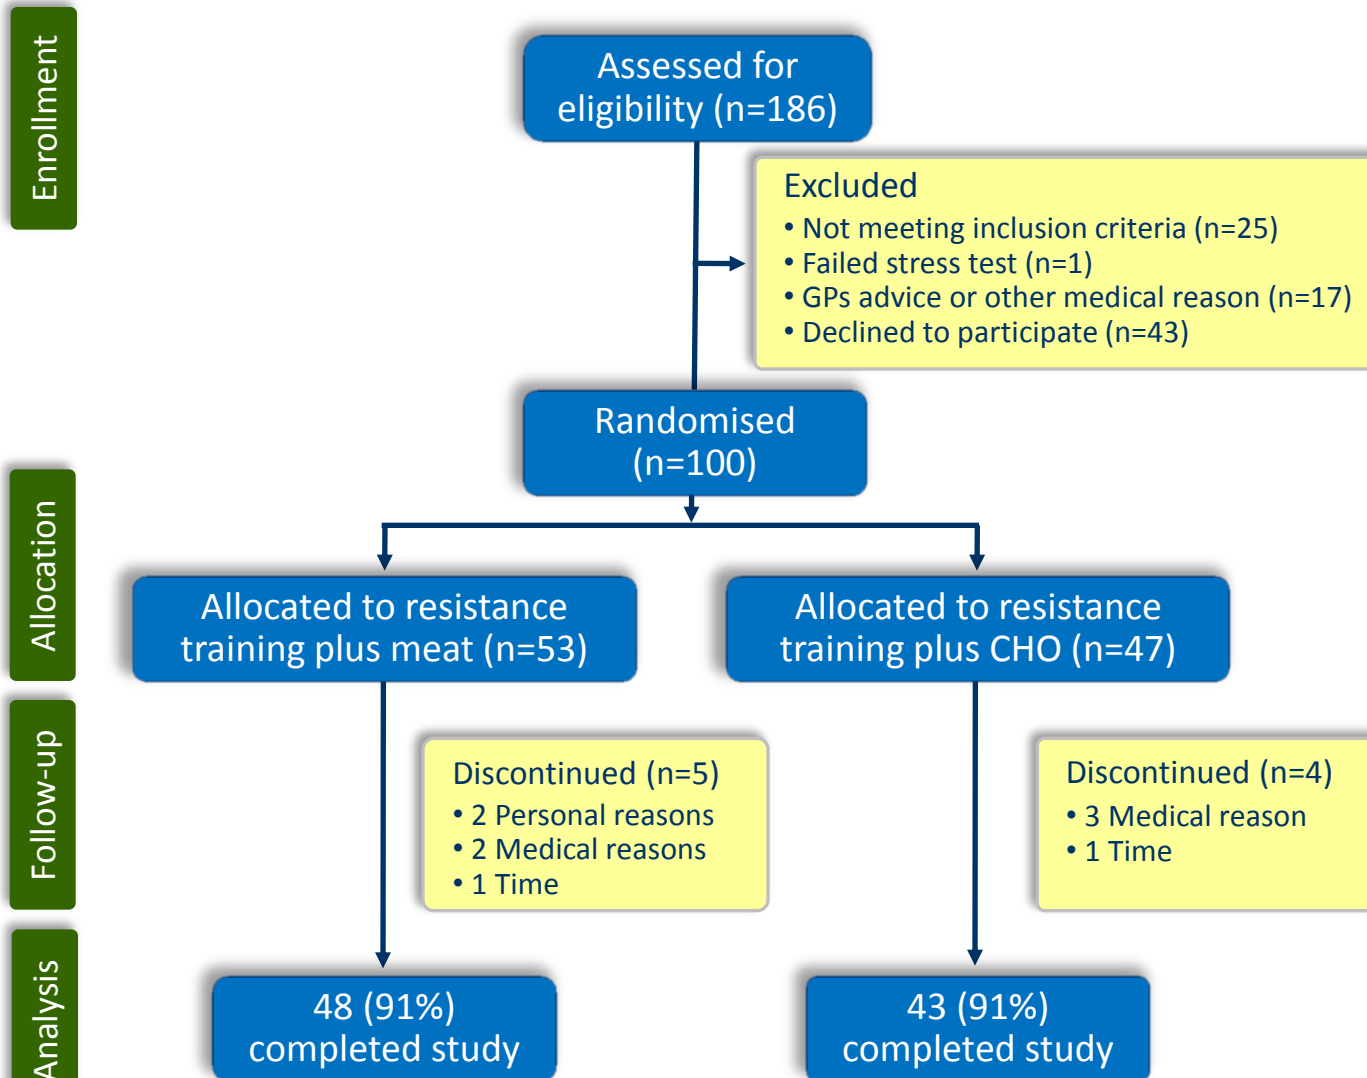 Enrollment
Assessed for
eligibility (n=186)
Excluded
• Not meeting inclusion criteria (n=25)
• Failed stress test (n=1)
• GPs advice or other medical reason (n=17)
• Declined to participate (n=43)
Randomised
(n=100)
Allocation
Allocated to resistance
training plus meat (n=53)
Allocated to resistance
training plus CHO (n=47)
Follow-up
Discontinued (n=5)
• 2 Personal reasons
• 2 Medical reasons
• 1 Time
Discontinued (n=4)
• 3 Medical reason
• 1 Time
Analysis
48 (91%)
completed study
43 (91%)
completed study